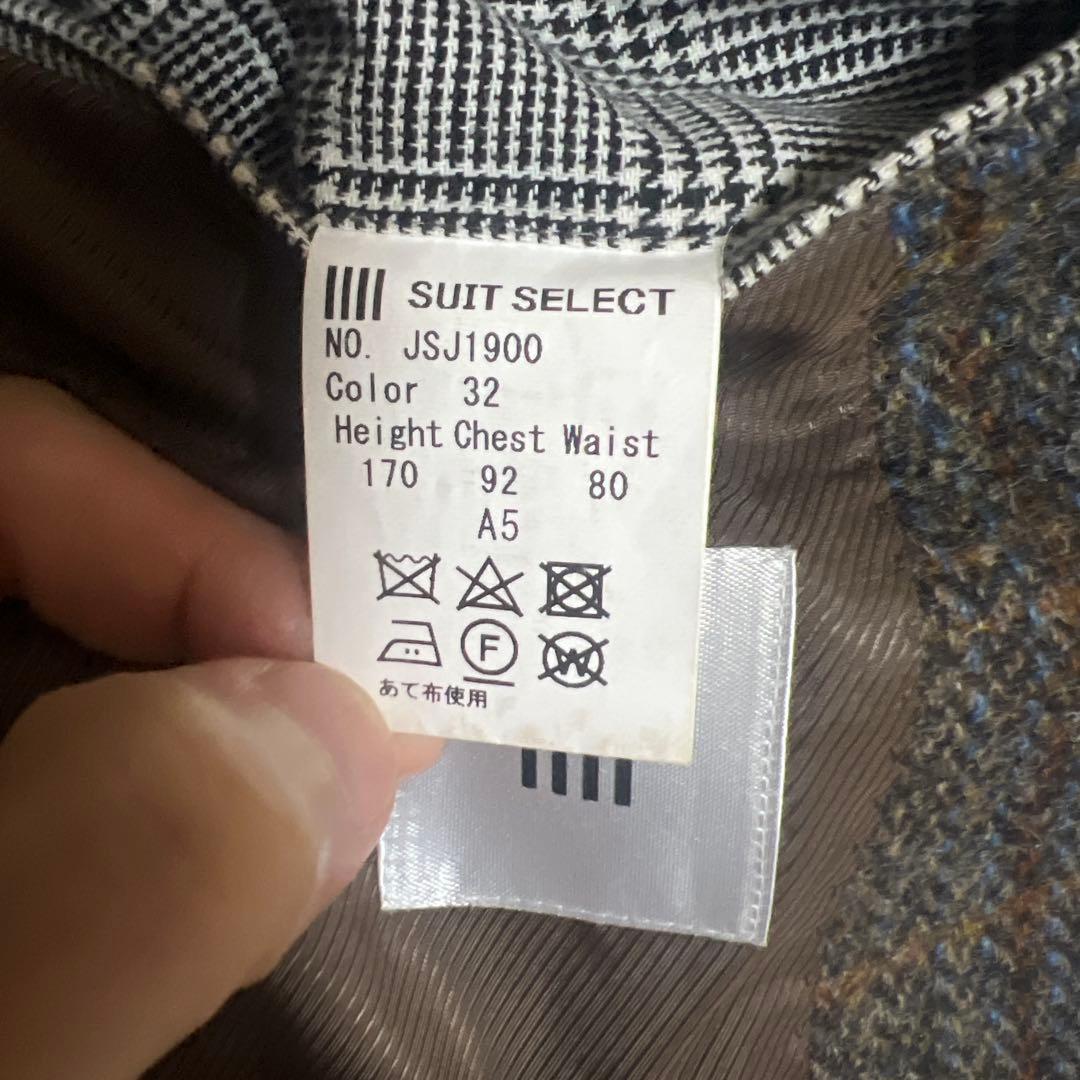 SUIT SELECT
NO. JSJ1900
Color 32
Height Chest Waist
170 92 80
A5
F W
あて布使用